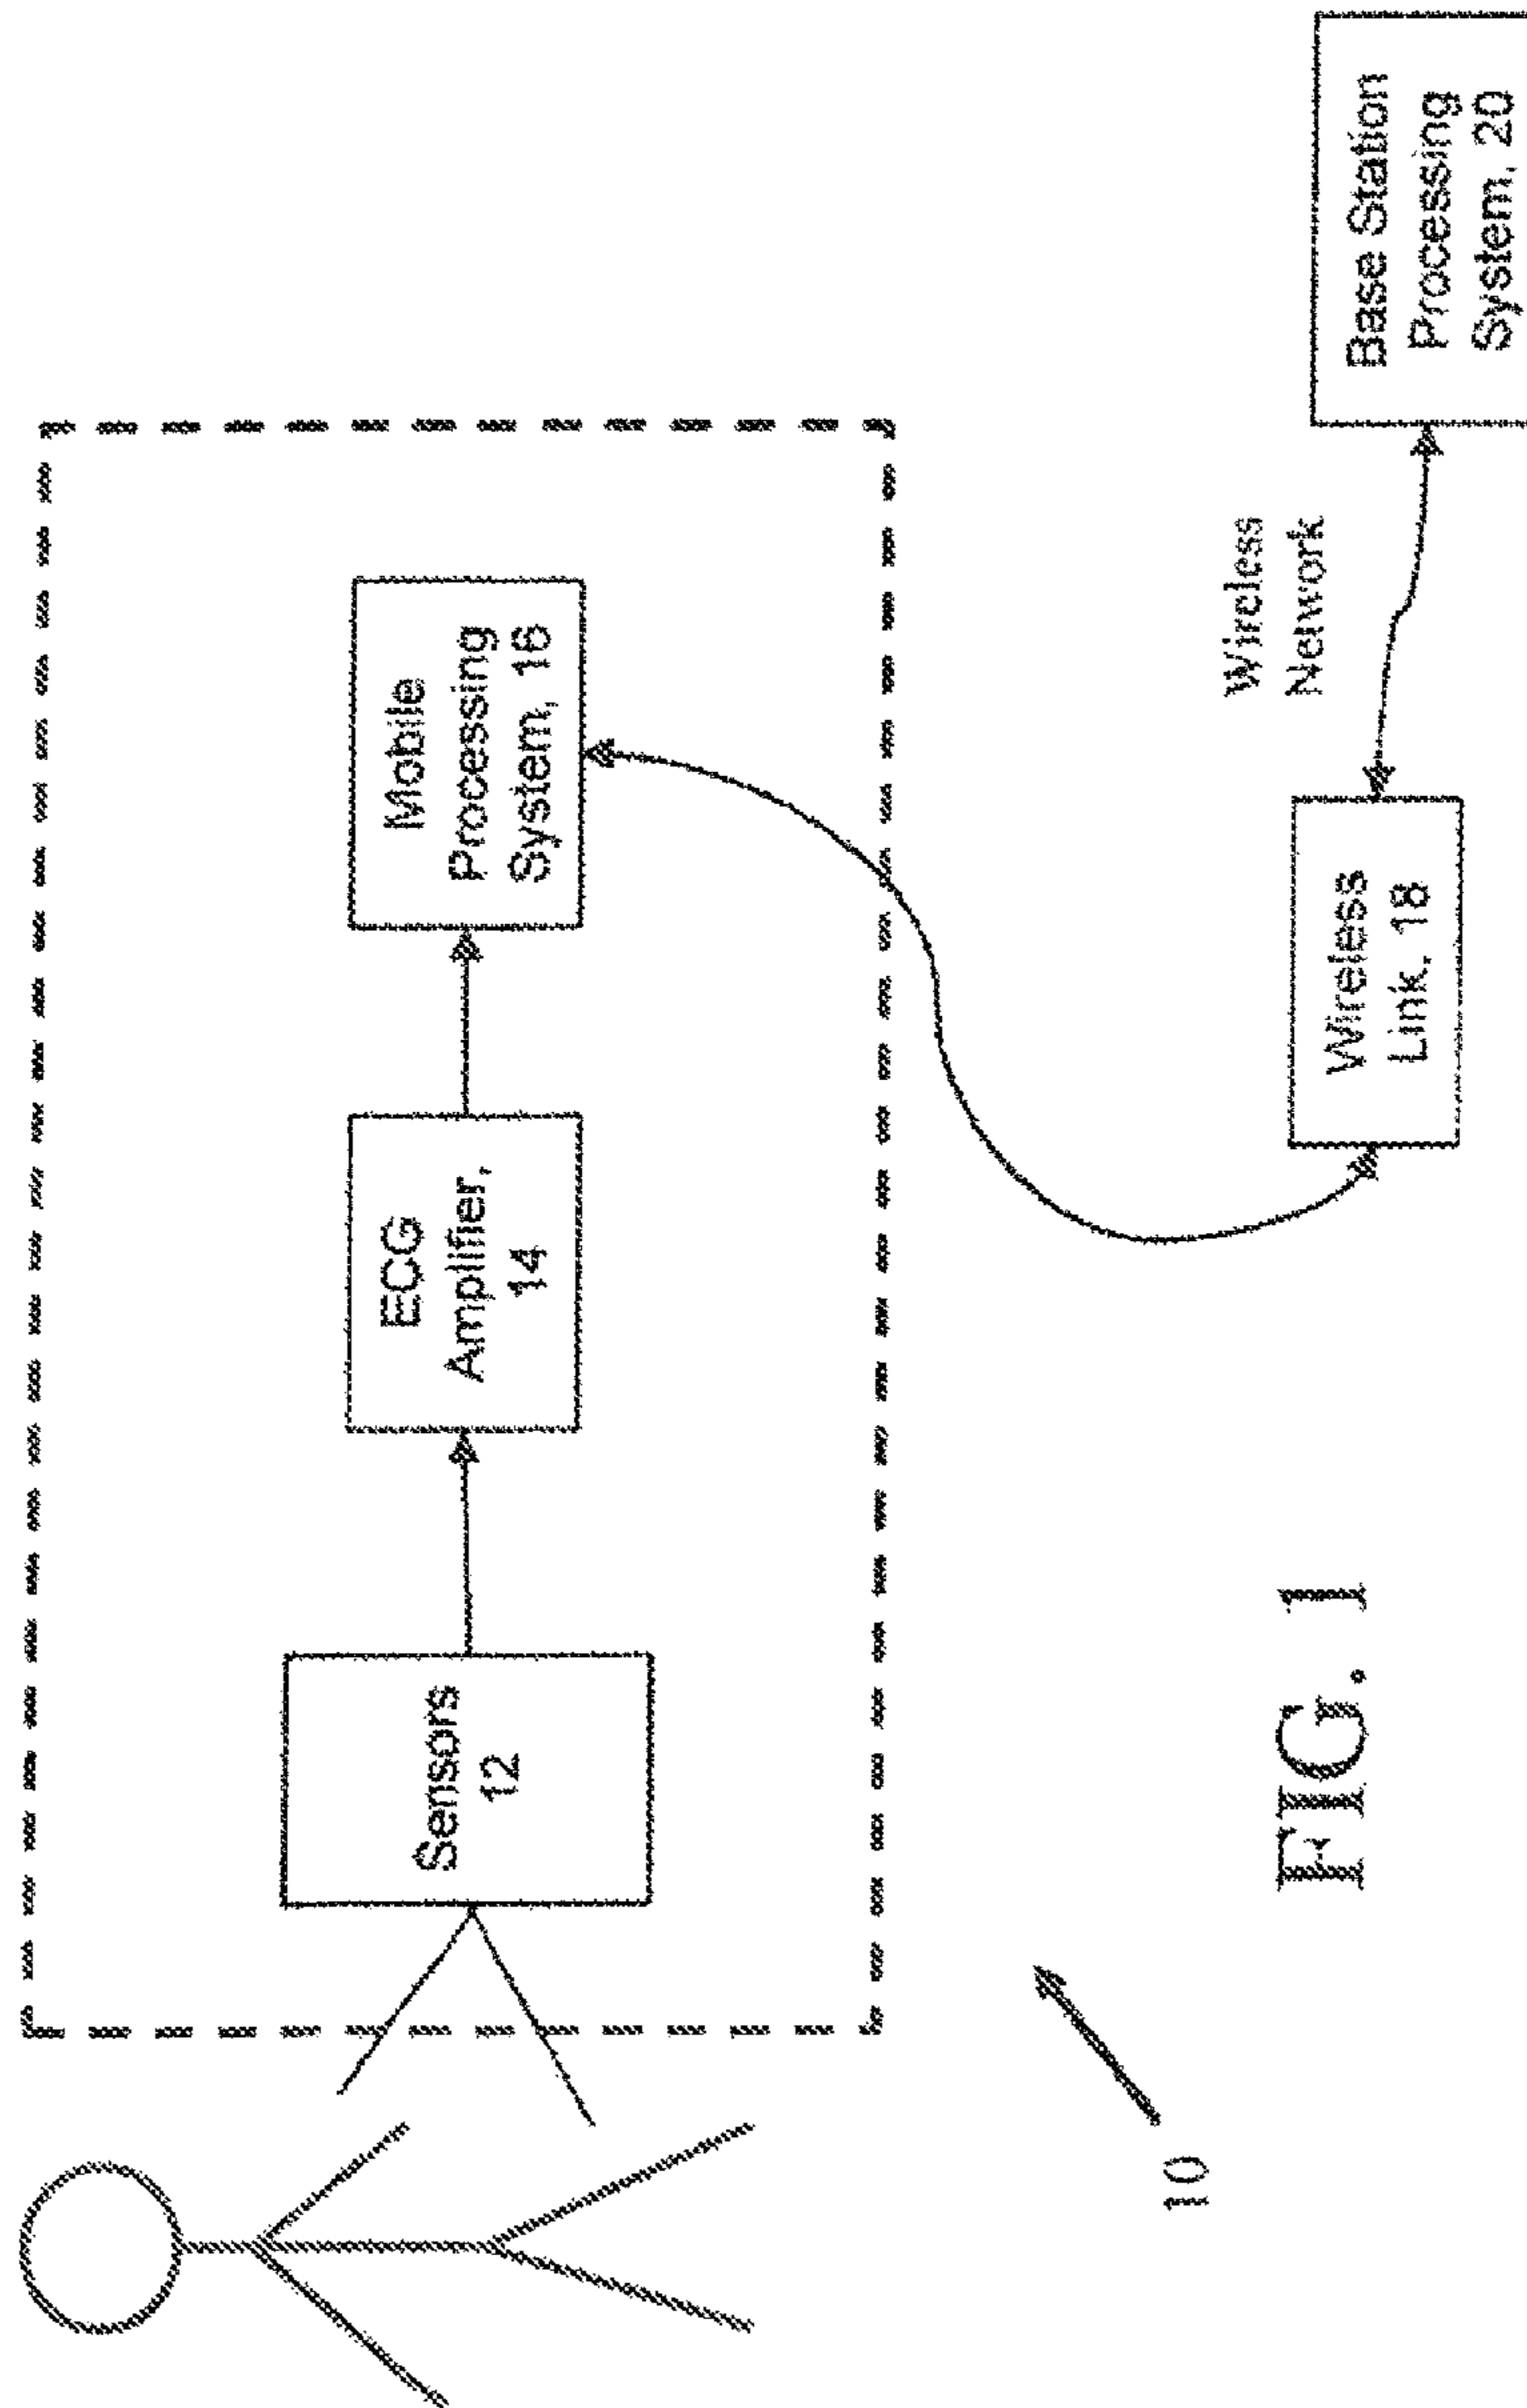 Sensors
12
ECG
Amplifier,
14
Mobile
Processing
System, 16
Wireless
Link, 18
Wireless
Network
Base Station
Processing
System, 20
10
FIG. 1